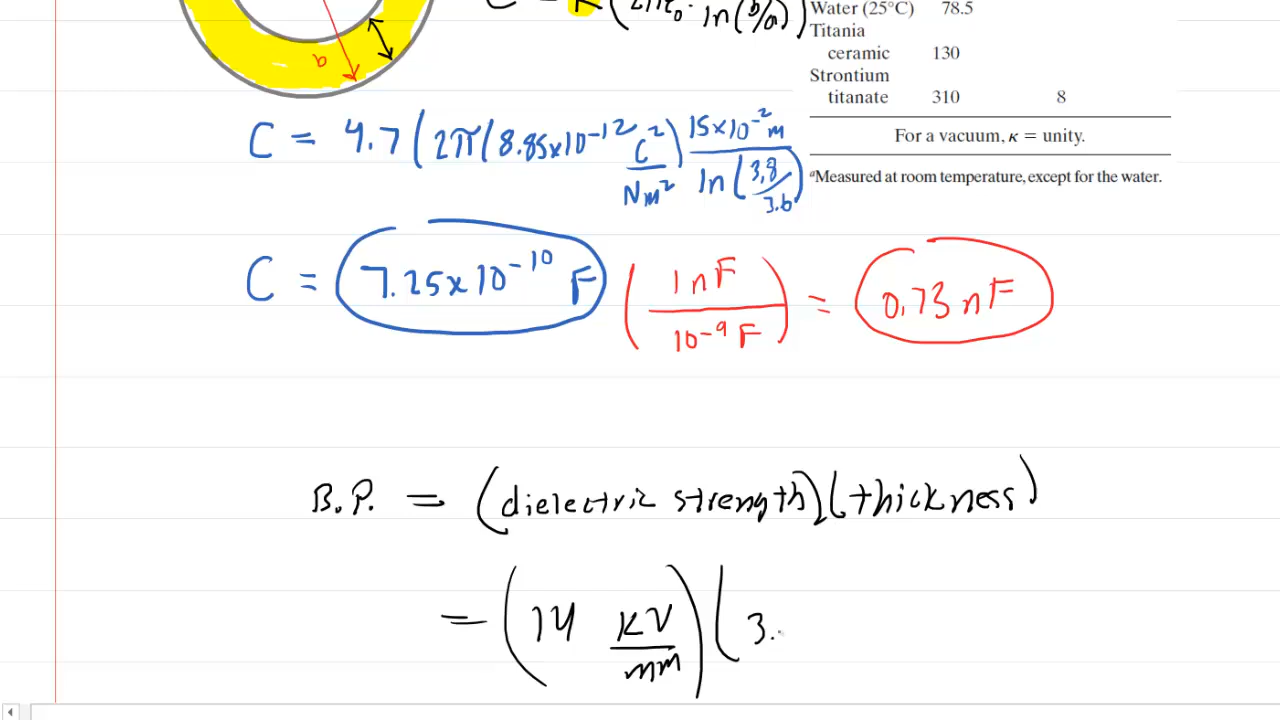 Water (25°C) 78.5
Titania
ceramic 130
Strontium
titanate 310 8
For a vacuum, κ = unity.
ᵃMeasured at room temperature, except for the water.
b
C = 4.7 (2π(8.85x10⁻¹² C²/Nm²) 15x10⁻² m / ln(3.8/3.6))
C = 7.25x10⁻¹⁰ F (1nF / 10⁻⁹ F) = 0.73 nF
B.P. = (dielectric strength)(thickness)
= (14 kV/mm)(3.